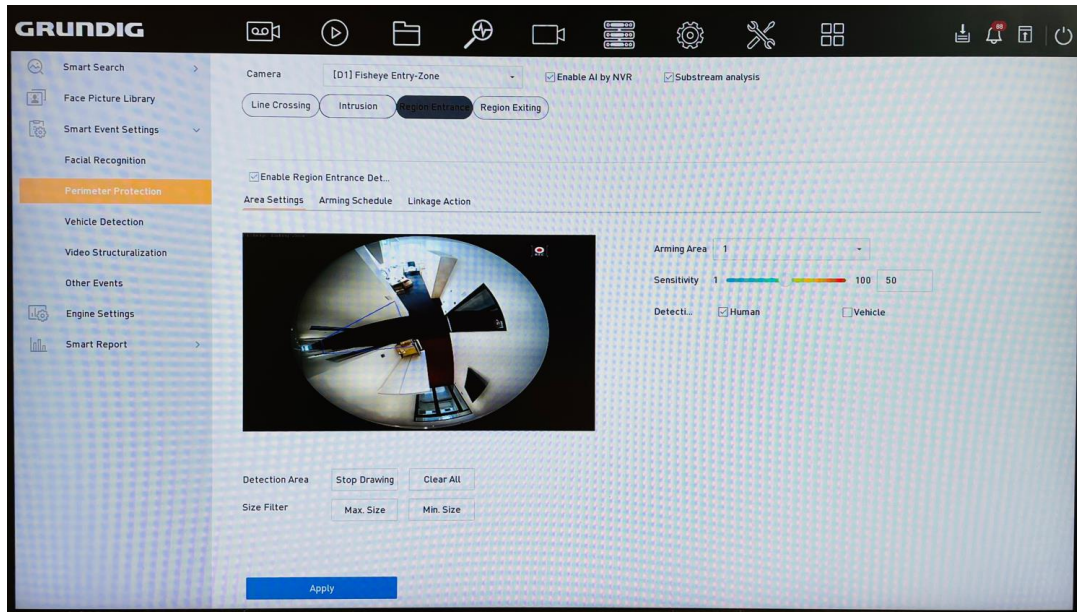 GRUNDIG
88
Smart Search
Face Picture Library
Smart Event Settings
Facial Recognition
Perimeter Protection
Vehicle Detection
Video Structuralization
Other Events
Engine Settings
Smart Report
Camera [D1] Fisheye Entry-Zone Enable AI by NVR Substream analysis
Line Crossing Intrusion Region Entrance Region Exiting
Enable Region Entrance Det...
Area Settings Arming Schedule Linkage Action
Arming Area 1
Sensitivity 1 100 50
Detecti... Human Vehicle
Detection Area Stop Drawing Clear All
Size Filter Max. Size Min. Size
Apply